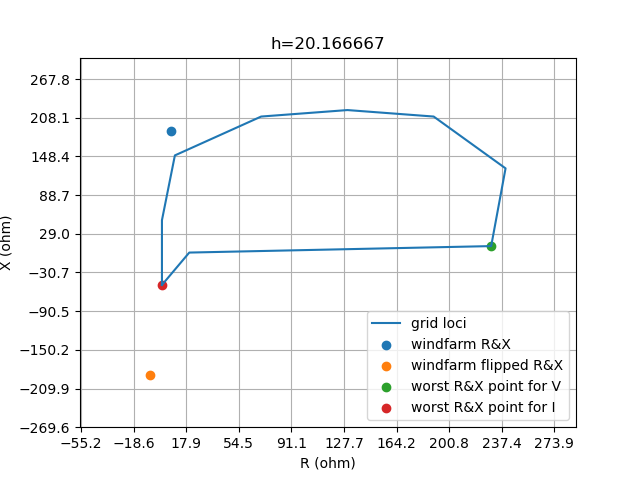 h=20.166667
X (ohm)
267.8
208.1
148.4
88.7
29.0
−30.7
−90.5
−150.2
−209.9
−269.6
grid loci
windfarm R&X
windfarm flipped R&X
worst R&X point for V
worst R&X point for I
−55.2 −18.6 17.9 54.5 91.1 127.7 164.2 200.8 237.4 273.9
R (ohm)